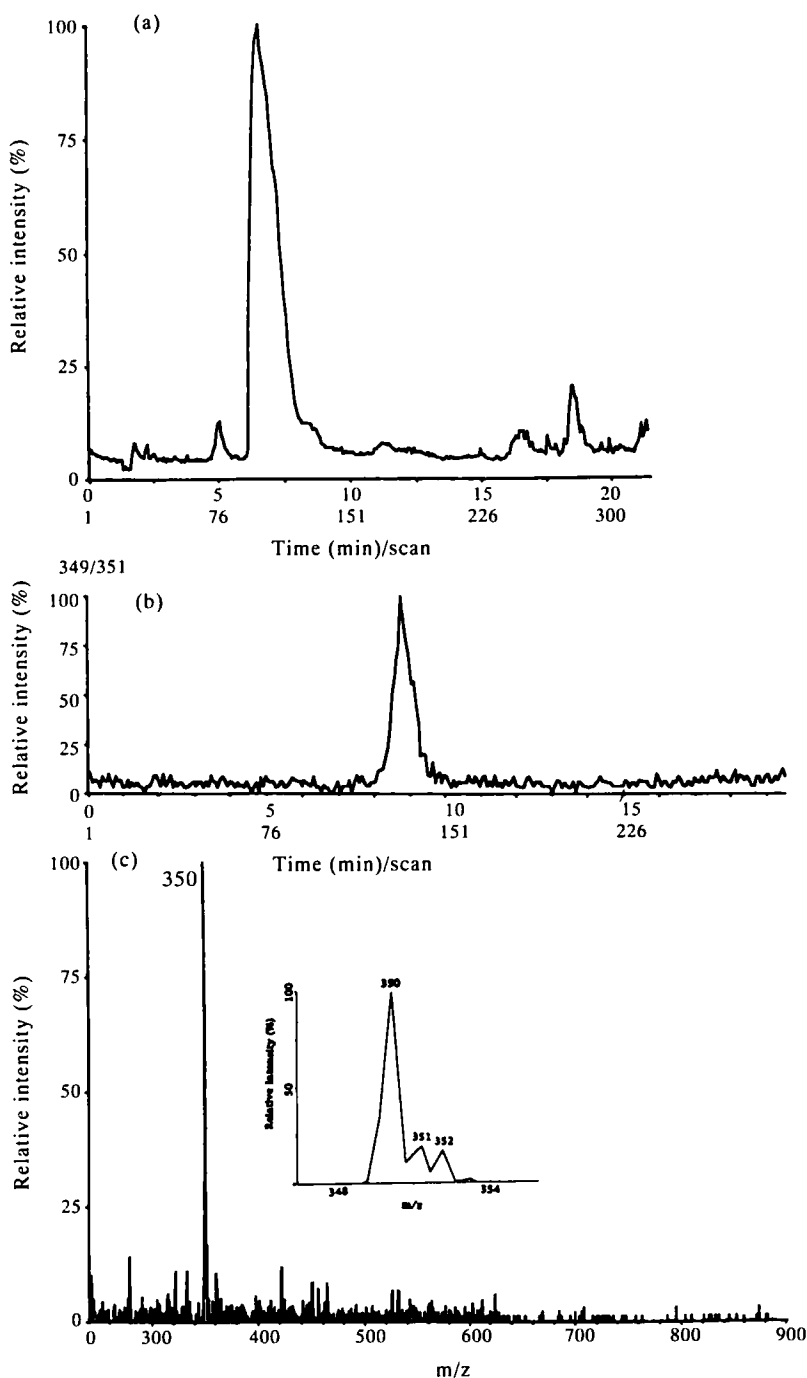 (a)
100
75
50
25
0
Relative intensity (%)
0 5 10 15 20
1 76 151 226 300
Time (min)/scan
349/351
(b)
100
75
50
25
0
Relative intensity (%)
0 5 10 15
1 76 151 226
Time (min)/scan
(c)
100
75
50
25
0
Relative intensity (%)
350
100
50
Relative intensity (%)
350
351 352
348 354
m/z
0 300 400 500 600 700 800 900
m/z